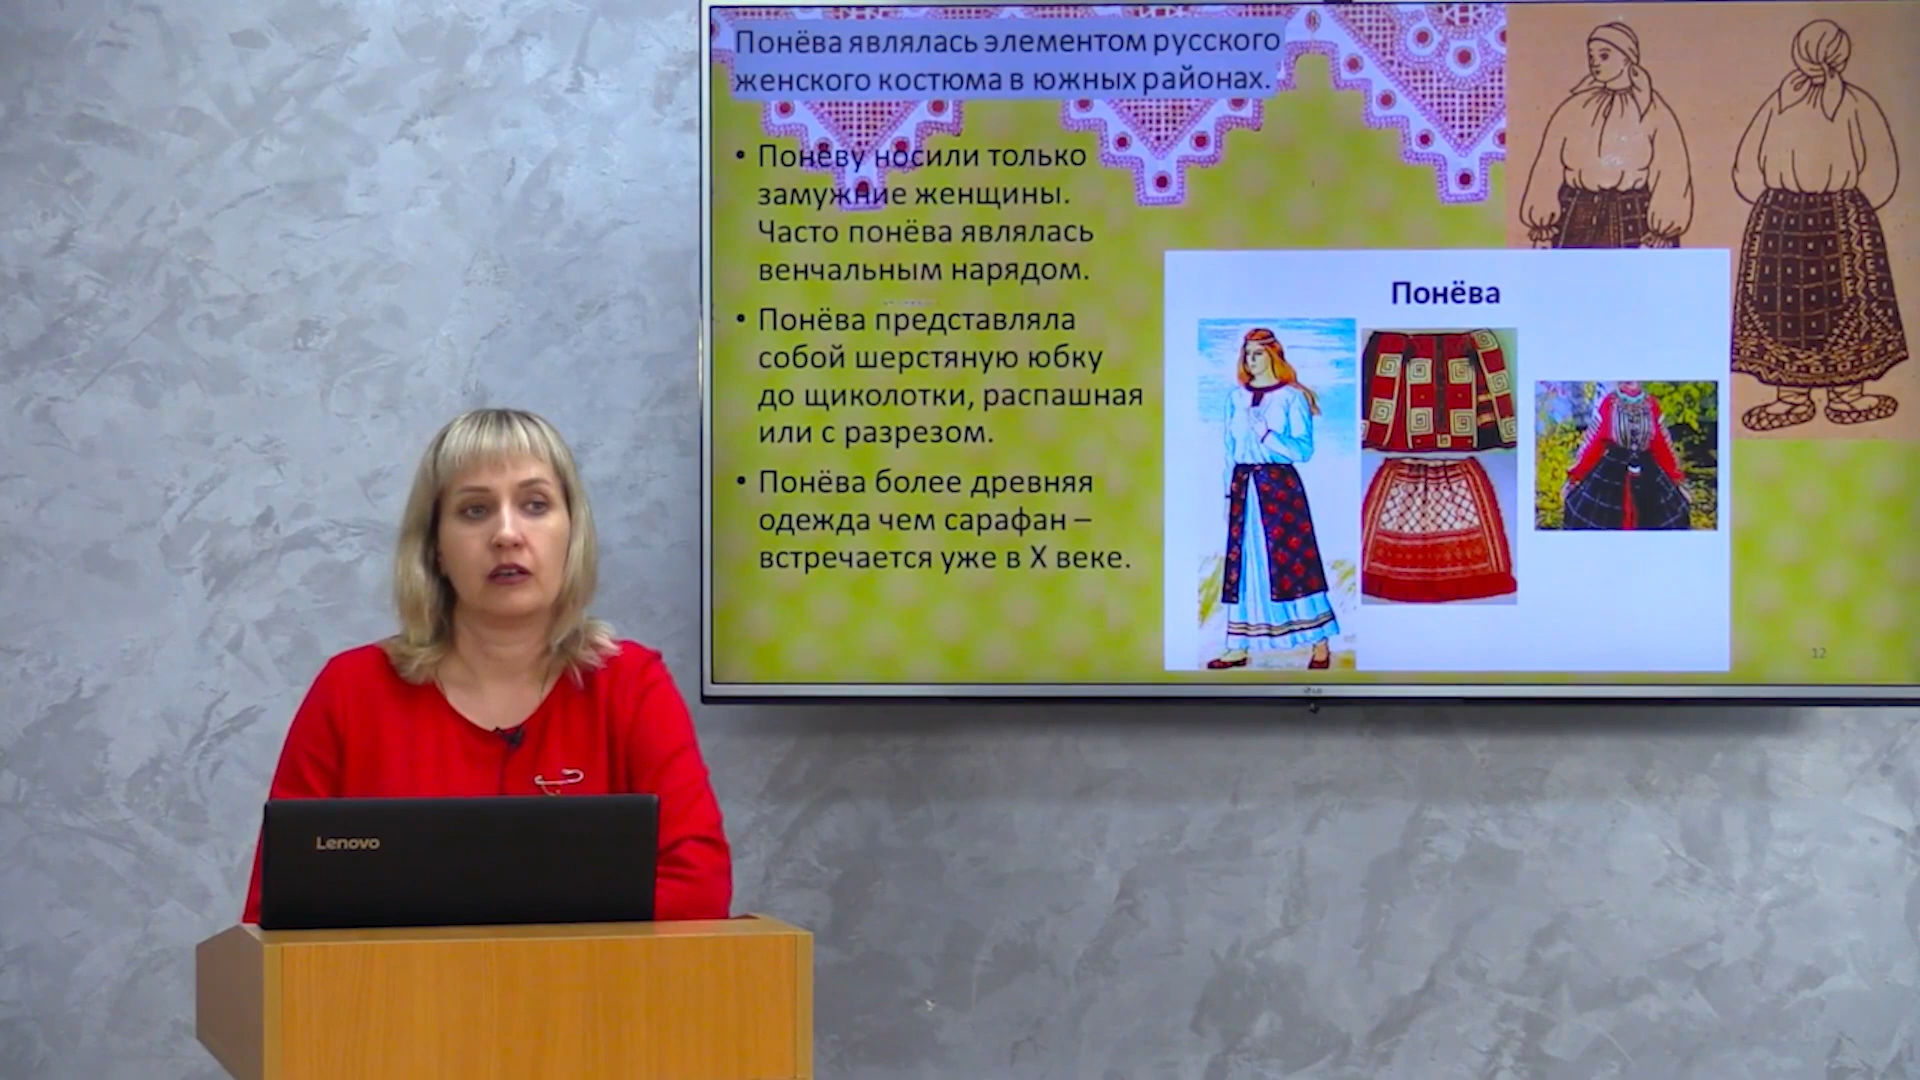 Понёва являлась элементом русского
женского костюма в южных районах.
• Понёву носили только
замужние женщины.
Часто понёва являлась
венчальным нарядом.
• Понёва представляла
собой шерстяную юбку
до щиколотки, распашная
или с разрезом.
• Понёва более древняя
одежда чем сарафан –
встречается уже в X веке.
Понёва
12
LG
Lenovo